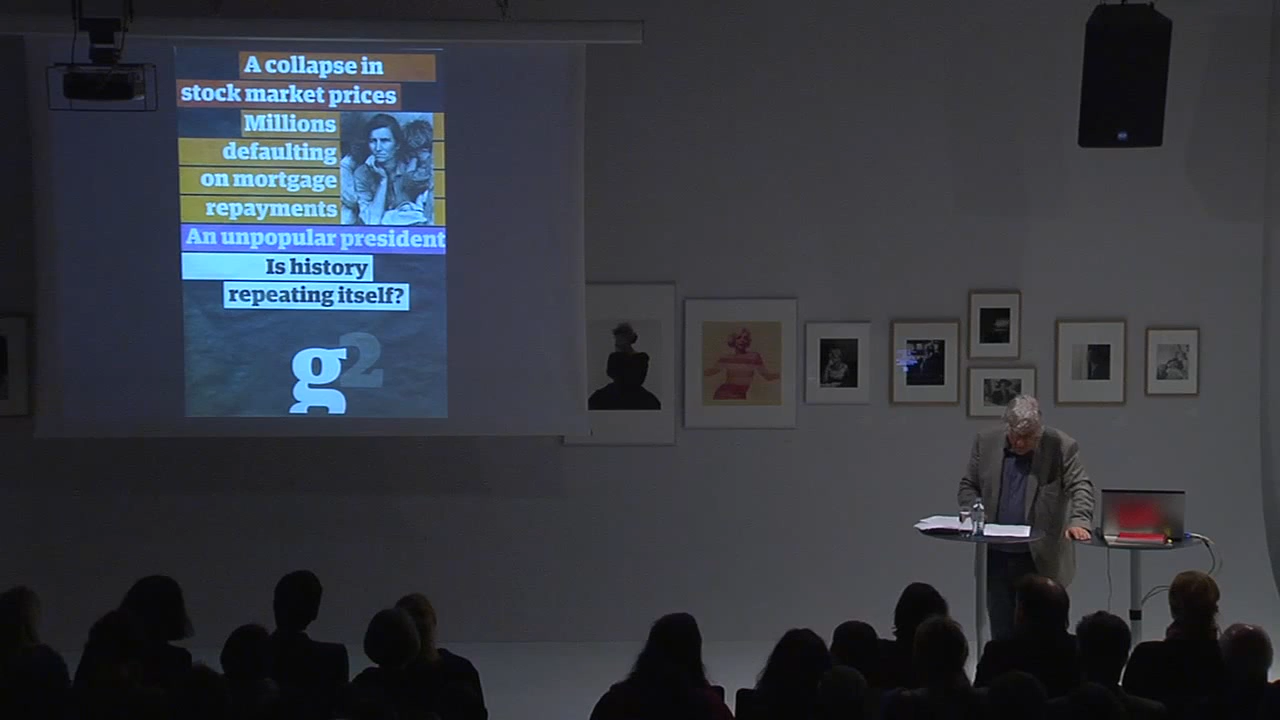 A collapse in
stock market prices
Millions
defaulting
on mortgage
repayments
An unpopular president
Is history
repeating itself?
g2